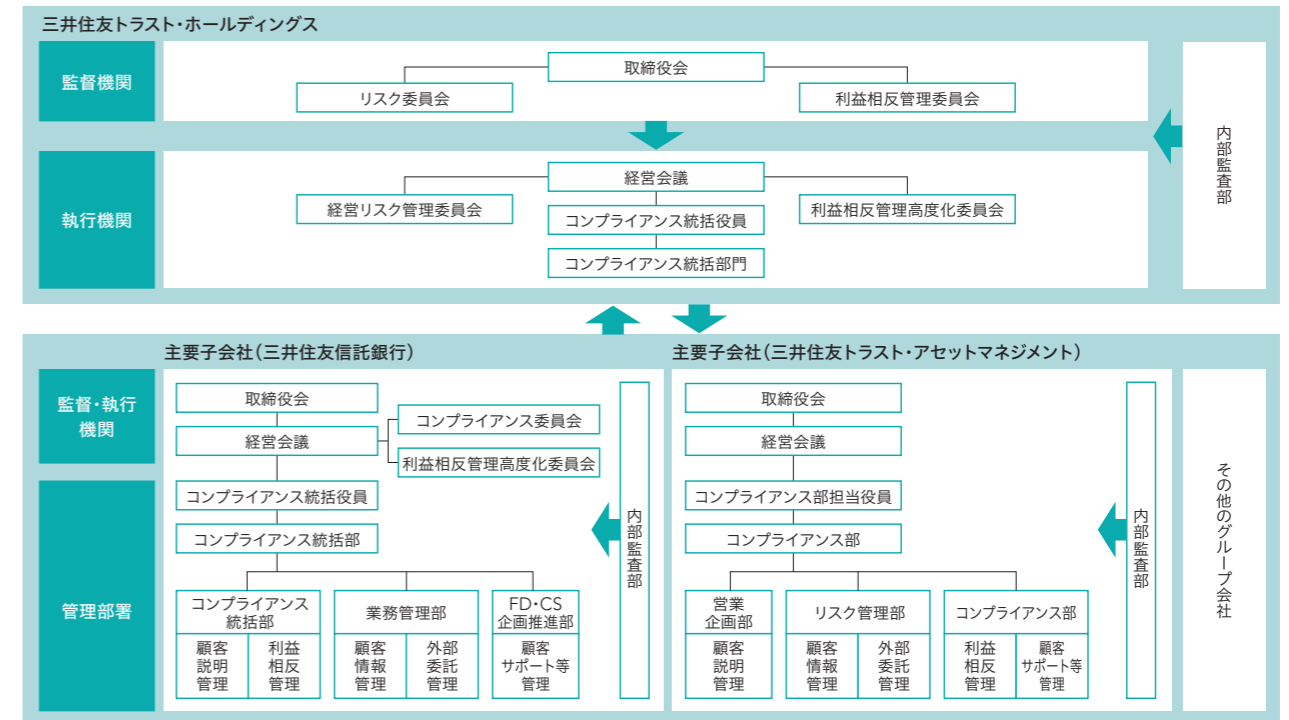 三井住友トラスト・ホールディングス
監督機関
取締役会
リスク委員会
利益相反管理委員会
内部監査部
執行機関
経営会議
経営リスク管理委員会
コンプライアンス統括役員
利益相反管理高度化委員会
コンプライアンス統括部門
主要子会社（三井住友信託銀行）
監督・執行
機関
取締役会
経営会議
コンプライアンス委員会
利益相反管理高度化委員会
管理部署
コンプライアンス統括役員
コンプライアンス統括部
コンプライアンス
統括部
顧客
説明
管理
利益
相反
管理
業務管理部
顧客
情報
管理
外部
委託
管理
FD・CS
企画推進部
顧客
サポート等
管理
内部監査部
主要子会社（三井住友トラスト・アセットマネジメント）
取締役会
経営会議
コンプライアンス部担当役員
コンプライアンス部
営業
企画部
顧客
説明
管理
リスク管理部
顧客
情報
管理
外部
委託
管理
コンプライアンス部
利益
相反
管理
顧客
サポート等
管理
内部監査部
その他のグループ会社